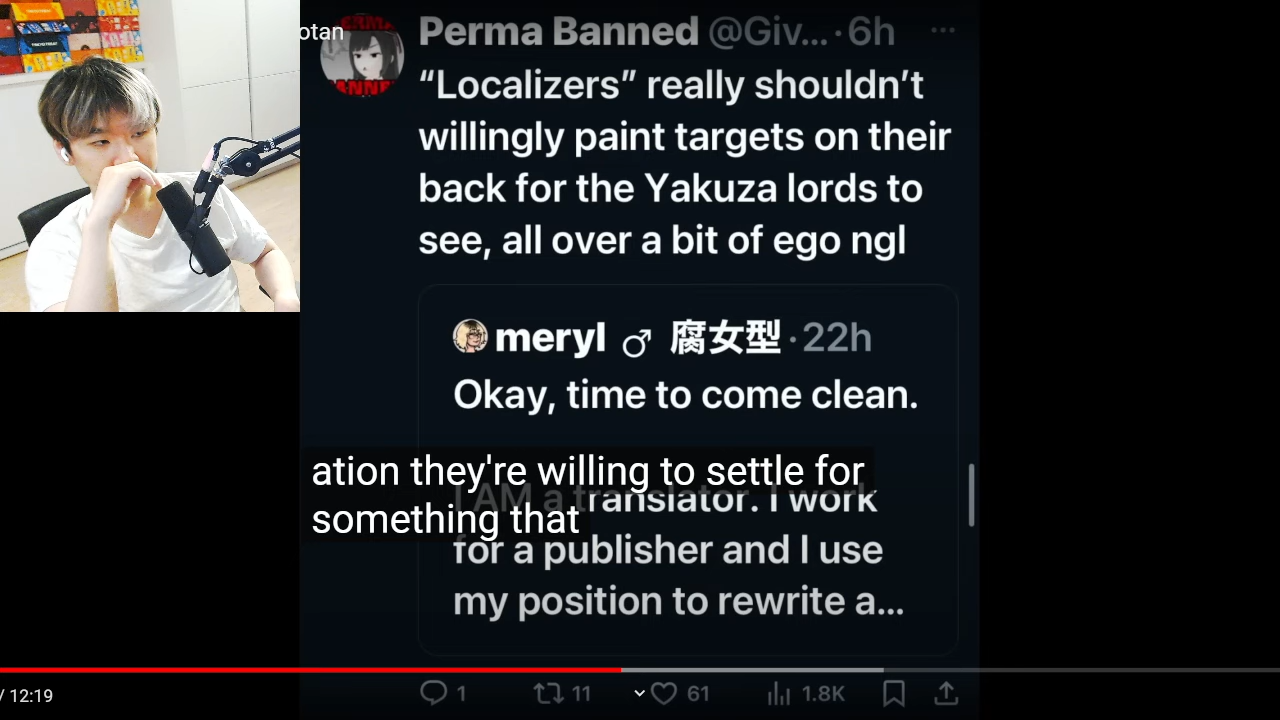 otan
Perma Banned @Giv... · 6h
“Localizers” really shouldn’t
willingly paint targets on their
back for the Yakuza lords to
see, all over a bit of ego ngl
meryl ♂ 腐女型 · 22h
Okay, time to come clean.
ation they're willing to settle for
I AM a translator. I work
something that
for a publisher and I use
my position to rewrite a...
/ 12:19
1 11 61 1.8K